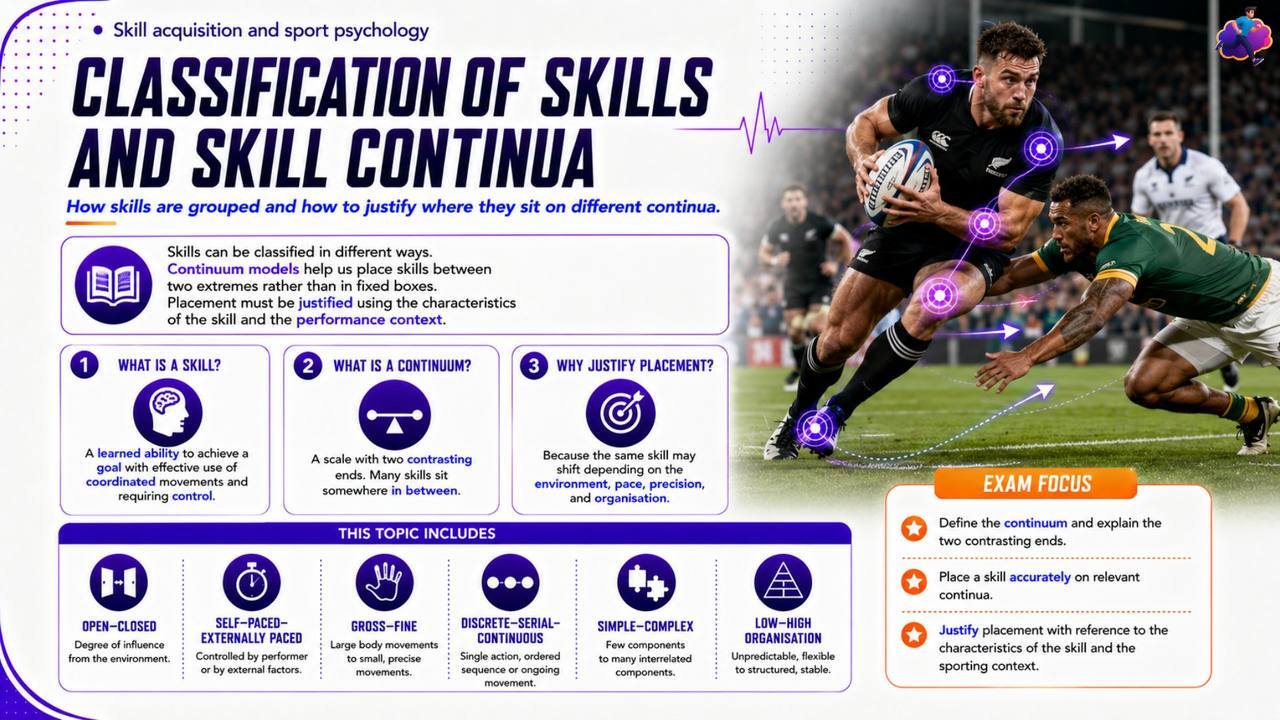 Skill acquisition and sport psychology
CLASSIFICATION OF SKILLS
AND SKILL CONTINUA
How skills are grouped and how to justify where they sit on different continua.
Skills can be classified in different ways.
Continuum models help us place skills between
two extremes rather than in fixed boxes.
Placement must be justified using the characteristics
of the skill and the performance context.
1 WHAT IS A SKILL?
A learned ability to achieve a
goal with effective use of
coordinated movements and
requiring control.
2 WHAT IS A CONTINUUM?
A scale with two contrasting
ends. Many skills sit
somewhere in between.
3 WHY JUSTIFY PLACEMENT?
Because the same skill may
shift depending on the
environment, pace, precision,
and organisation.
THIS TOPIC INCLUDES
OPEN–CLOSED
Degree of influence
from the environment.
SELF–PACED–
EXTERNALLY PACED
Controlled by performer
or by external factors.
GROSS–FINE
Large body movements
to small, precise
movements.
DISCRETE–SERIAL–
CONTINUOUS
Single action, ordered
sequence or ongoing
movement.
SIMPLE–COMPLEX
Few components
to many interrelated
components.
LOW–HIGH
ORGANISATION
Unpredictable, flexible
to structured, stable.
EXAM FOCUS
Define the continuum and explain the
two contrasting ends.
Place a skill accurately on relevant
continua.
Justify placement with reference to the
characteristics of the skill and the
sporting context.